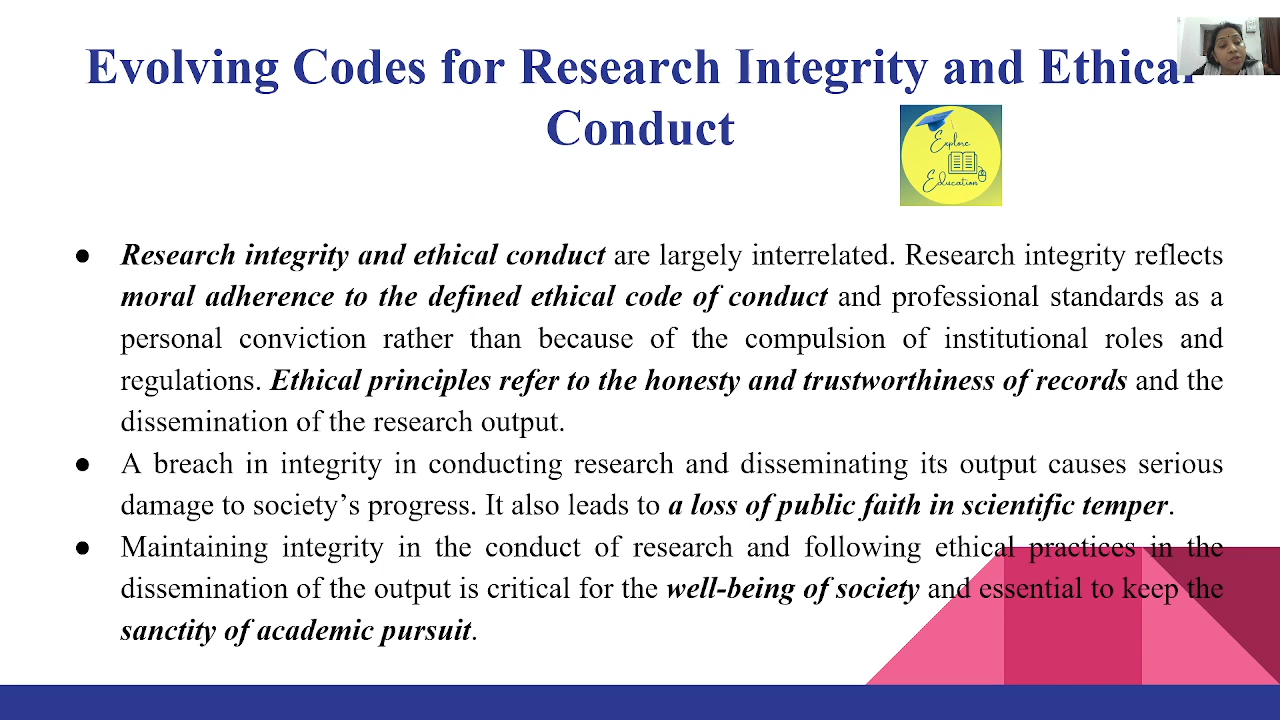 Evolving Codes for Research Integrity and Ethical
Conduct
Explore
Education
● Research integrity and ethical conduct are largely interrelated. Research integrity reflects
moral adherence to the defined ethical code of conduct and professional standards as a
personal conviction rather than because of the compulsion of institutional roles and
regulations. Ethical principles refer to the honesty and trustworthiness of records and the
dissemination of the research output.
● A breach in integrity in conducting research and disseminating its output causes serious
damage to society’s progress. It also leads to a loss of public faith in scientific temper.
● Maintaining integrity in the conduct of research and following ethical practices in the
dissemination of the output is critical for the well-being of society and essential to keep the
sanctity of academic pursuit.